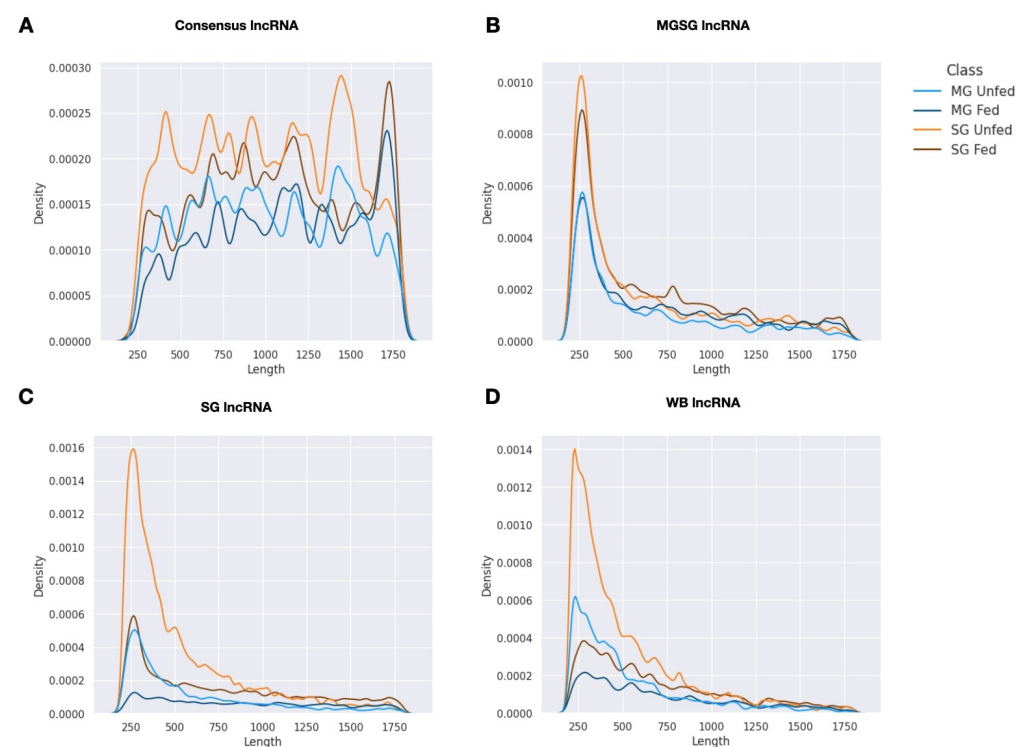 A
Consensus lncRNA
0.00030
0.00025
0.00020
0.00015
0.00010
0.00005
0.00000
Density
250 500 750 1000 1250 1500 1750
Length
B
MGSG lncRNA
0.0010
0.0008
0.0006
0.0004
0.0002
0.0000
Density
250 500 750 1000 1250 1500 1750
Length
Class
MG Unfed
MG Fed
SG Unfed
SG Fed
C
SG lncRNA
0.0016
0.0014
0.0012
0.0010
0.0008
0.0006
0.0004
0.0002
0.0000
Density
250 500 750 1000 1250 1500 1750
Length
D
WB lncRNA
0.0014
0.0012
0.0010
0.0008
0.0006
0.0004
0.0002
0.0000
Density
250 500 750 1000 1250 1500 1750
Length